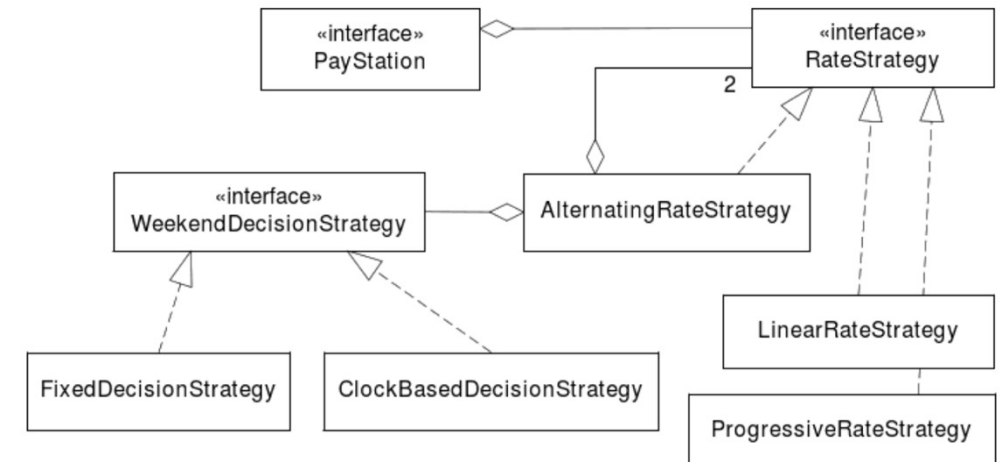 «interface»
PayStation
«interface»
RateStrategy
2
«interface»
WeekendDecisionStrategy
AlternatingRateStrategy
LinearRateStrategy
FixedDecisionStrategy
ClockBasedDecisionStrategy
ProgressiveRateStrategy